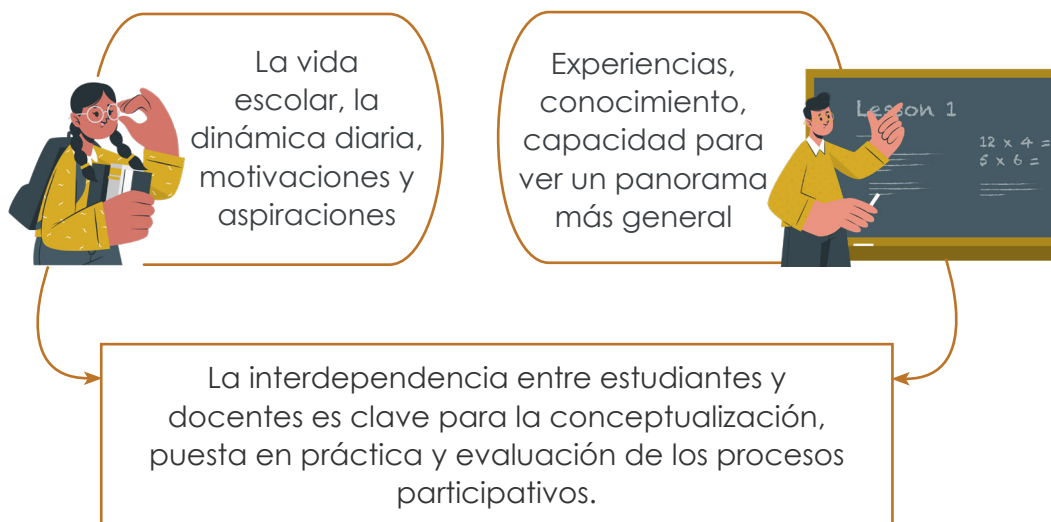 La vida
escolar, la
dinámica diaria,
motivaciones y
aspiraciones
Experiencias,
conocimiento,
capacidad para
ver un panorama
más general
Lesson 1
12 x 4 =
5 x 6 =
La interdependencia entre estudiantes y
docentes es clave para la conceptualización,
puesta en práctica y evaluación de los procesos
participativos.